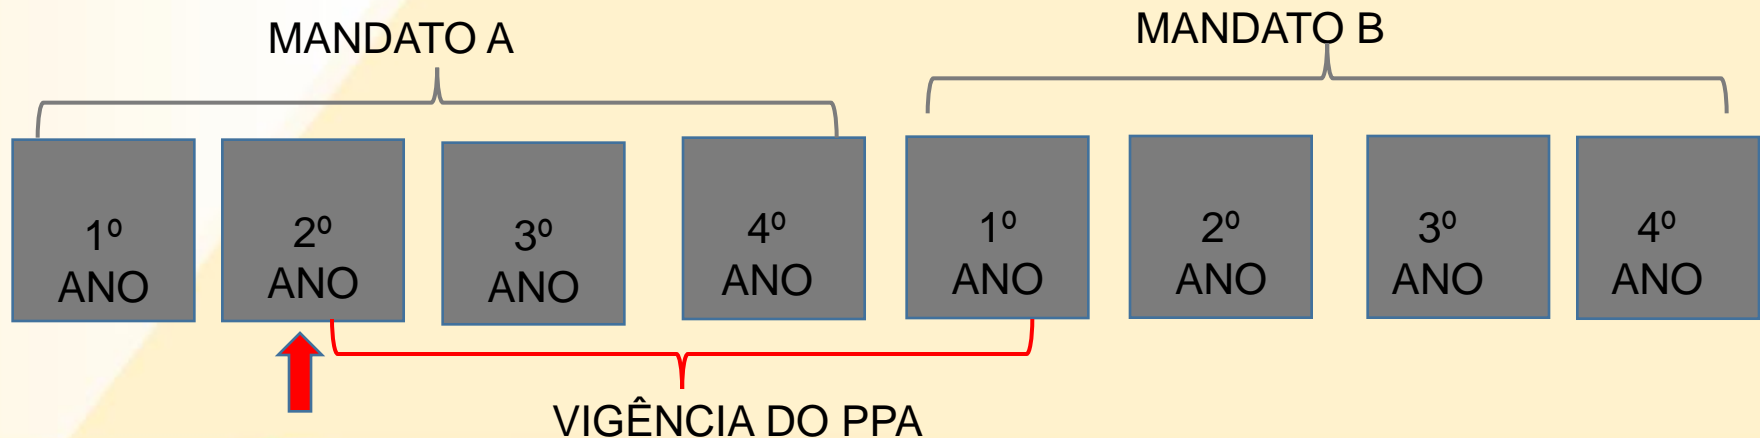 MANDATO A
MANDATO B
1º
ANO
2º
ANO
3º
ANO
4º
ANO
1º
ANO
2º
ANO
3º
ANO
4º
ANO
VIGÊNCIA DO PPA